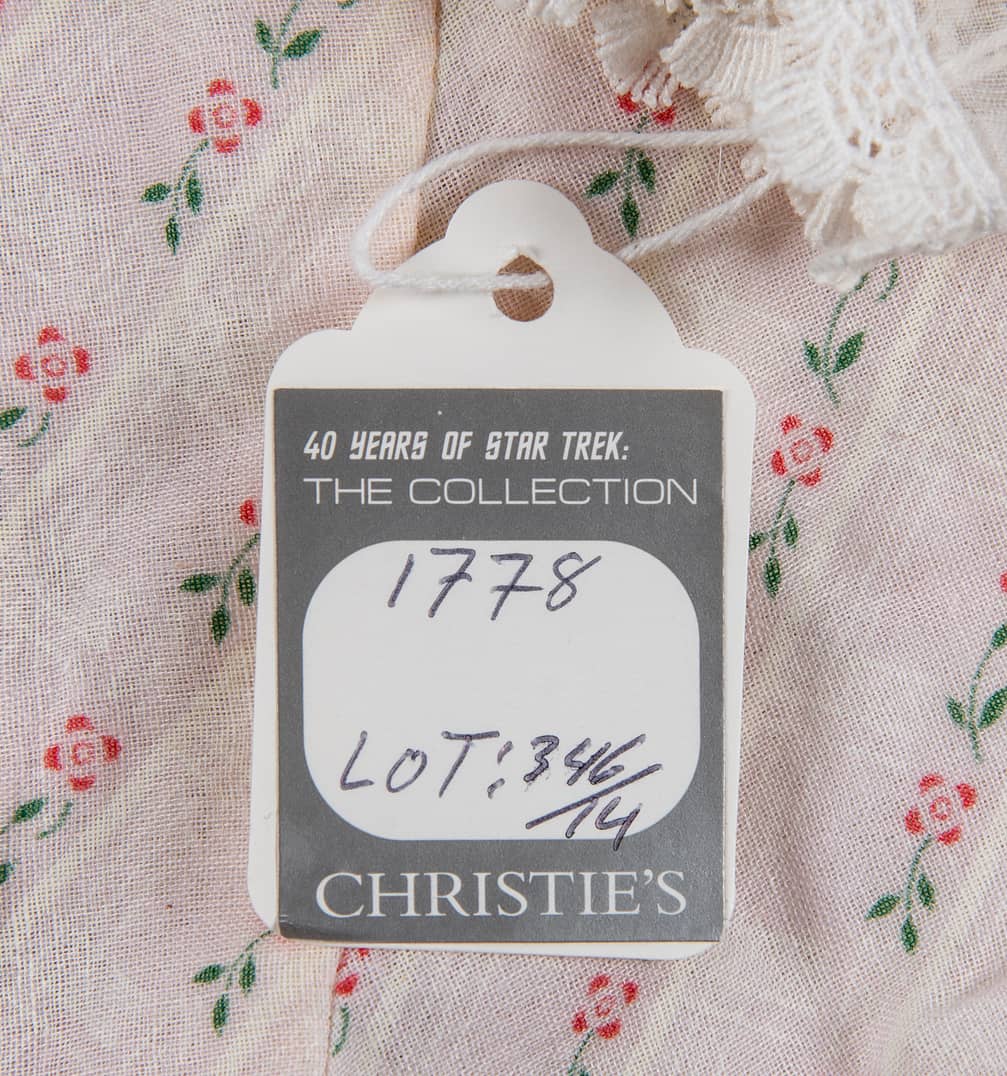 40 YEARS OF STAR TREK:
THE COLLECTION
1778
LOT: 346/14
CHRISTIE'S